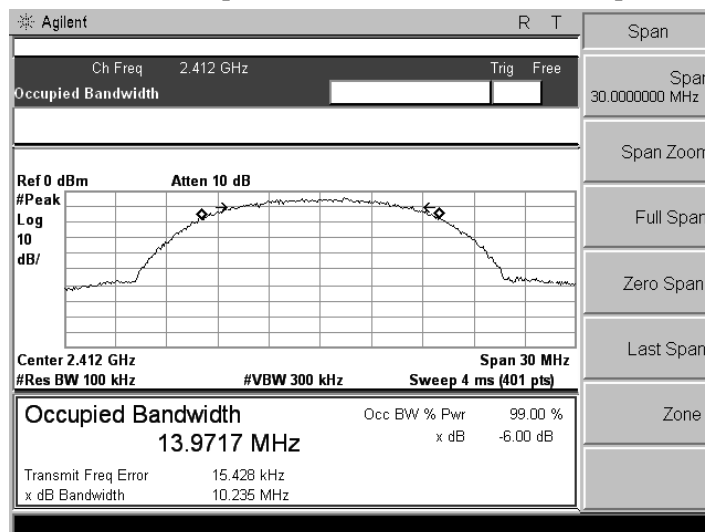 Agilent R T
Ch Freq 2.412 GHz Trig Free
Occupied Bandwidth
Ref 0 dBm Atten 10 dB
#Peak
Log
10
dB/
Center 2.412 GHz Span 30 MHz
#Res BW 100 kHz #VBW 300 kHz Sweep 4 ms (401 pts)
Occupied Bandwidth
13.9717 MHz
Occ BW % Pwr 99.00 %
x dB -6.00 dB
Transmit Freq Error 15.428 kHz
x dB Bandwidth 10.235 MHz
Span
Span
30.0000000 MHz
Span Zoom
Full Span
Zero Span
Last Span
Zone